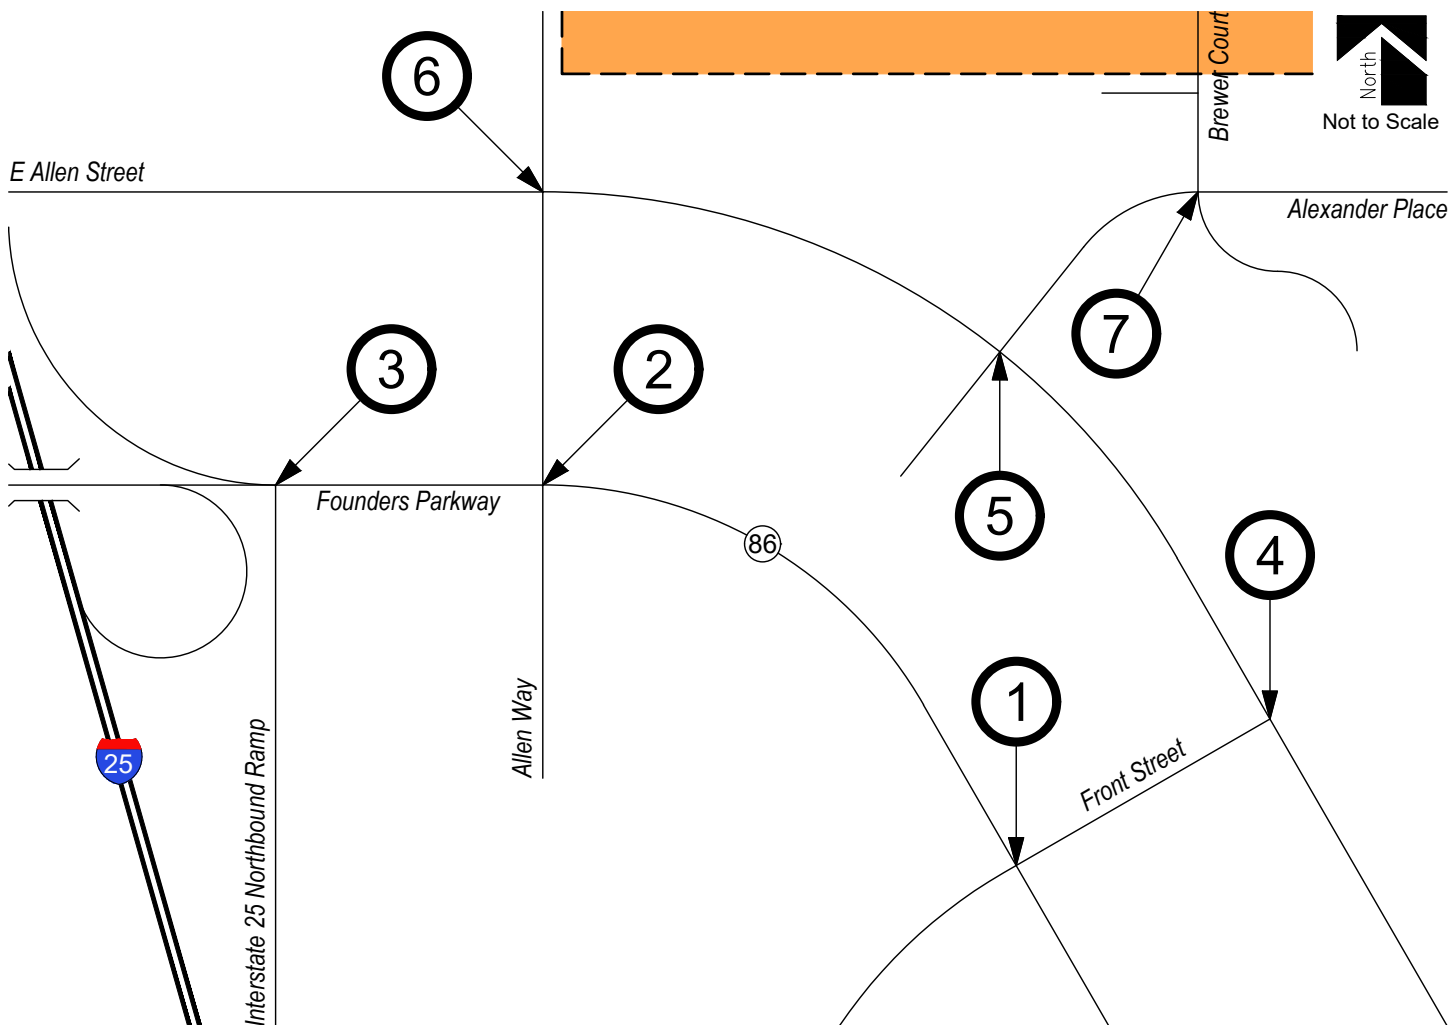 Brewer Court
North
Not to Scale
6
E Allen Street
Alexander Place
7
3
2
Founders Parkway
5
86
4
1
Allen Way
Front Street
25
Interstate 25 Northbound Ramp